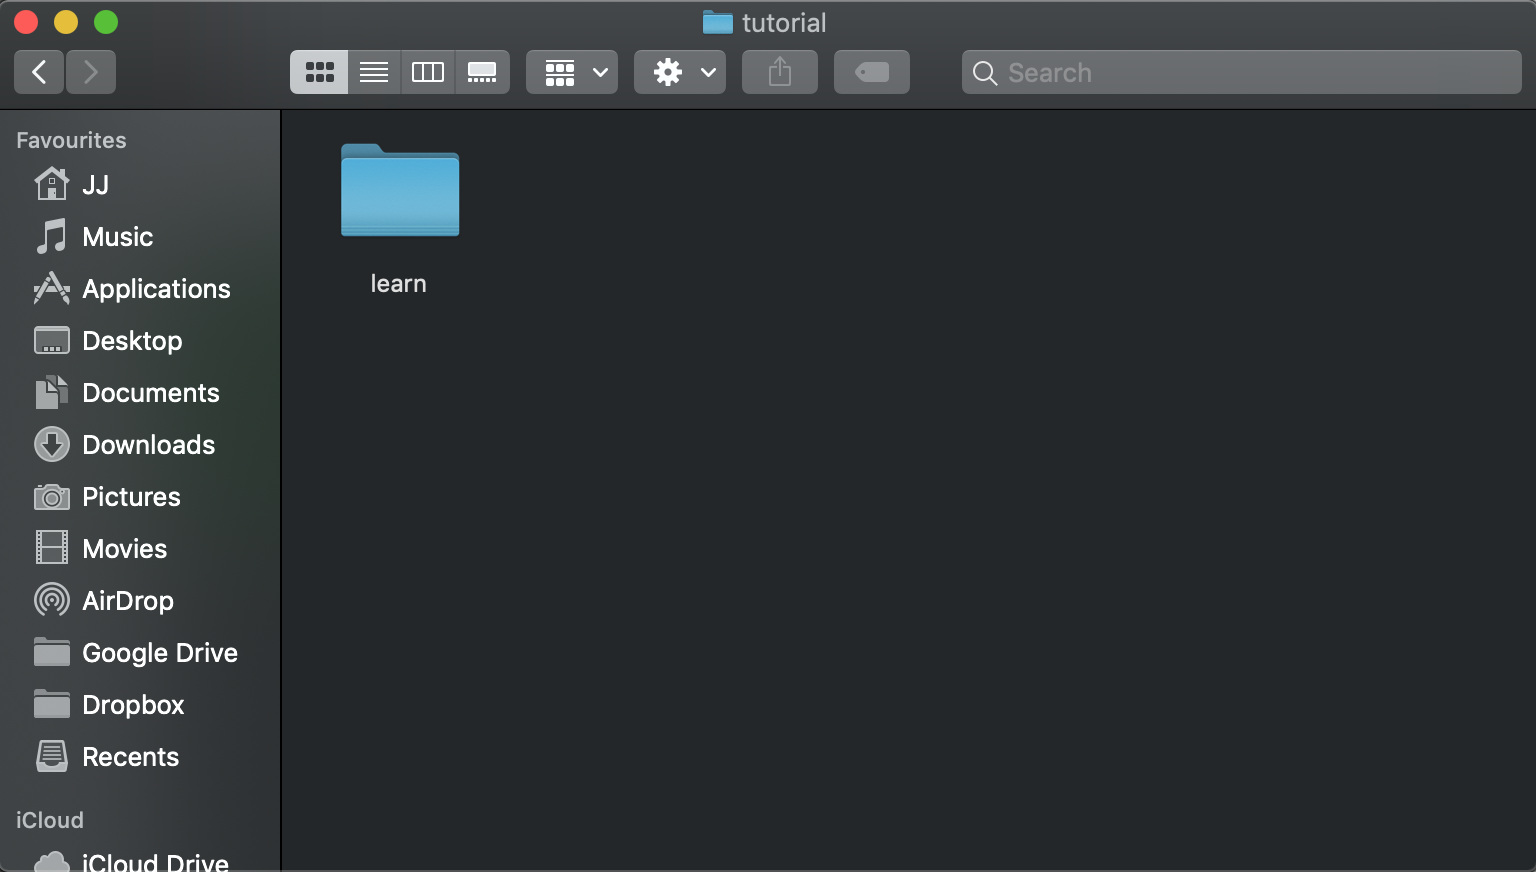 tutorial
Search
Favourites
JJ
Music
Applications
Desktop
Documents
Downloads
Pictures
Movies
AirDrop
Google Drive
Dropbox
Recents
iCloud
iCloud Drive
learn